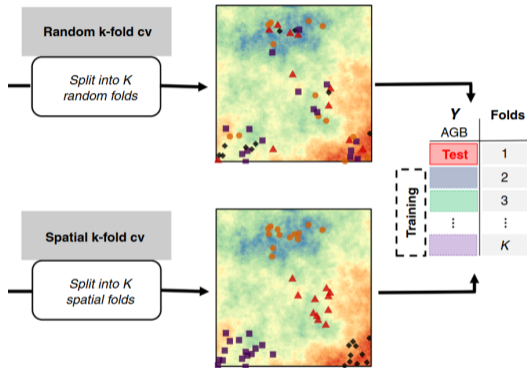 Random k-fold cv
Split into K
random folds
Y
Folds
AGB
Test
1
2
3
⋮
⋮
K
Training
Spatial k-fold cv
Split into K
spatial folds